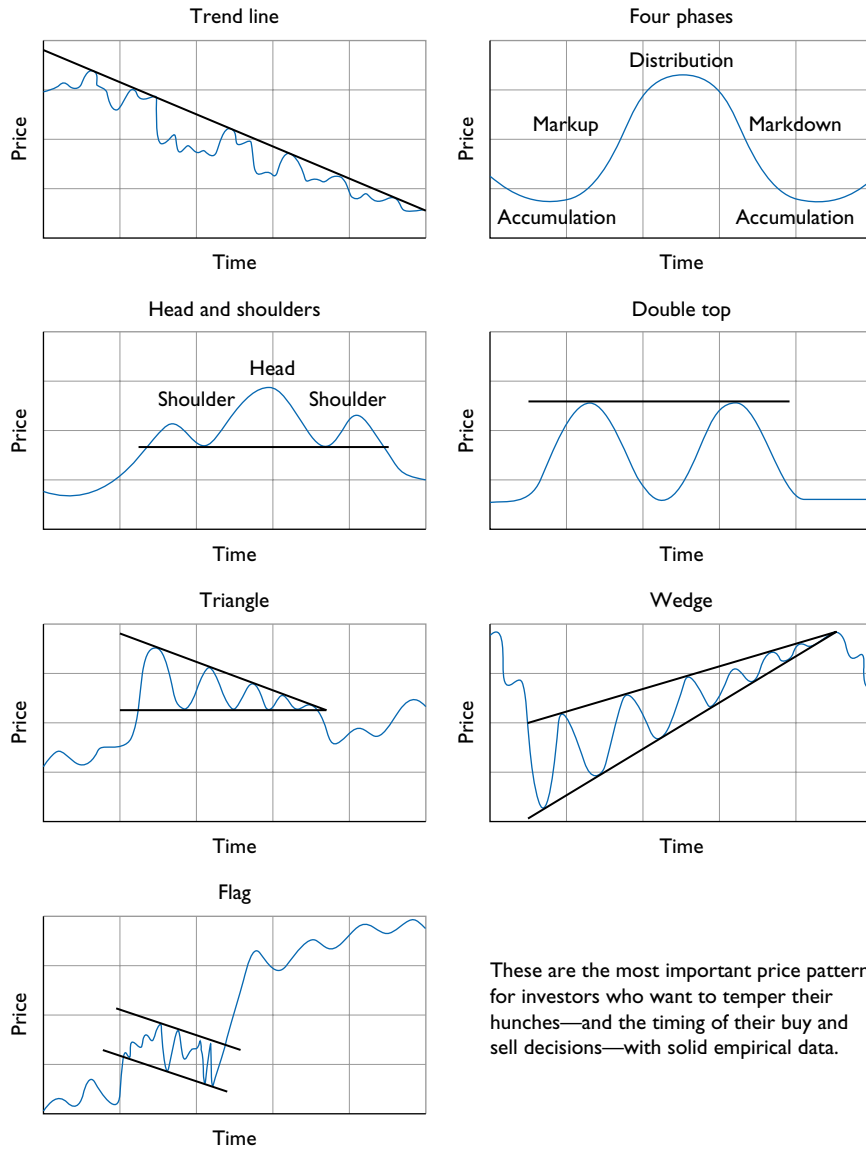 Trend line
Price
Time
Four phases
Price
Distribution
Markup
Markdown
Accumulation
Accumulation
Time
Head and shoulders
Price
Head
Shoulder
Shoulder
Time
Double top
Price
Time
Triangle
Price
Time
Wedge
Price
Time
Flag
Price
Time
These are the most important price pattern
for investors who want to temper their
hunches—and the timing of their buy and
sell decisions—with solid empirical data.